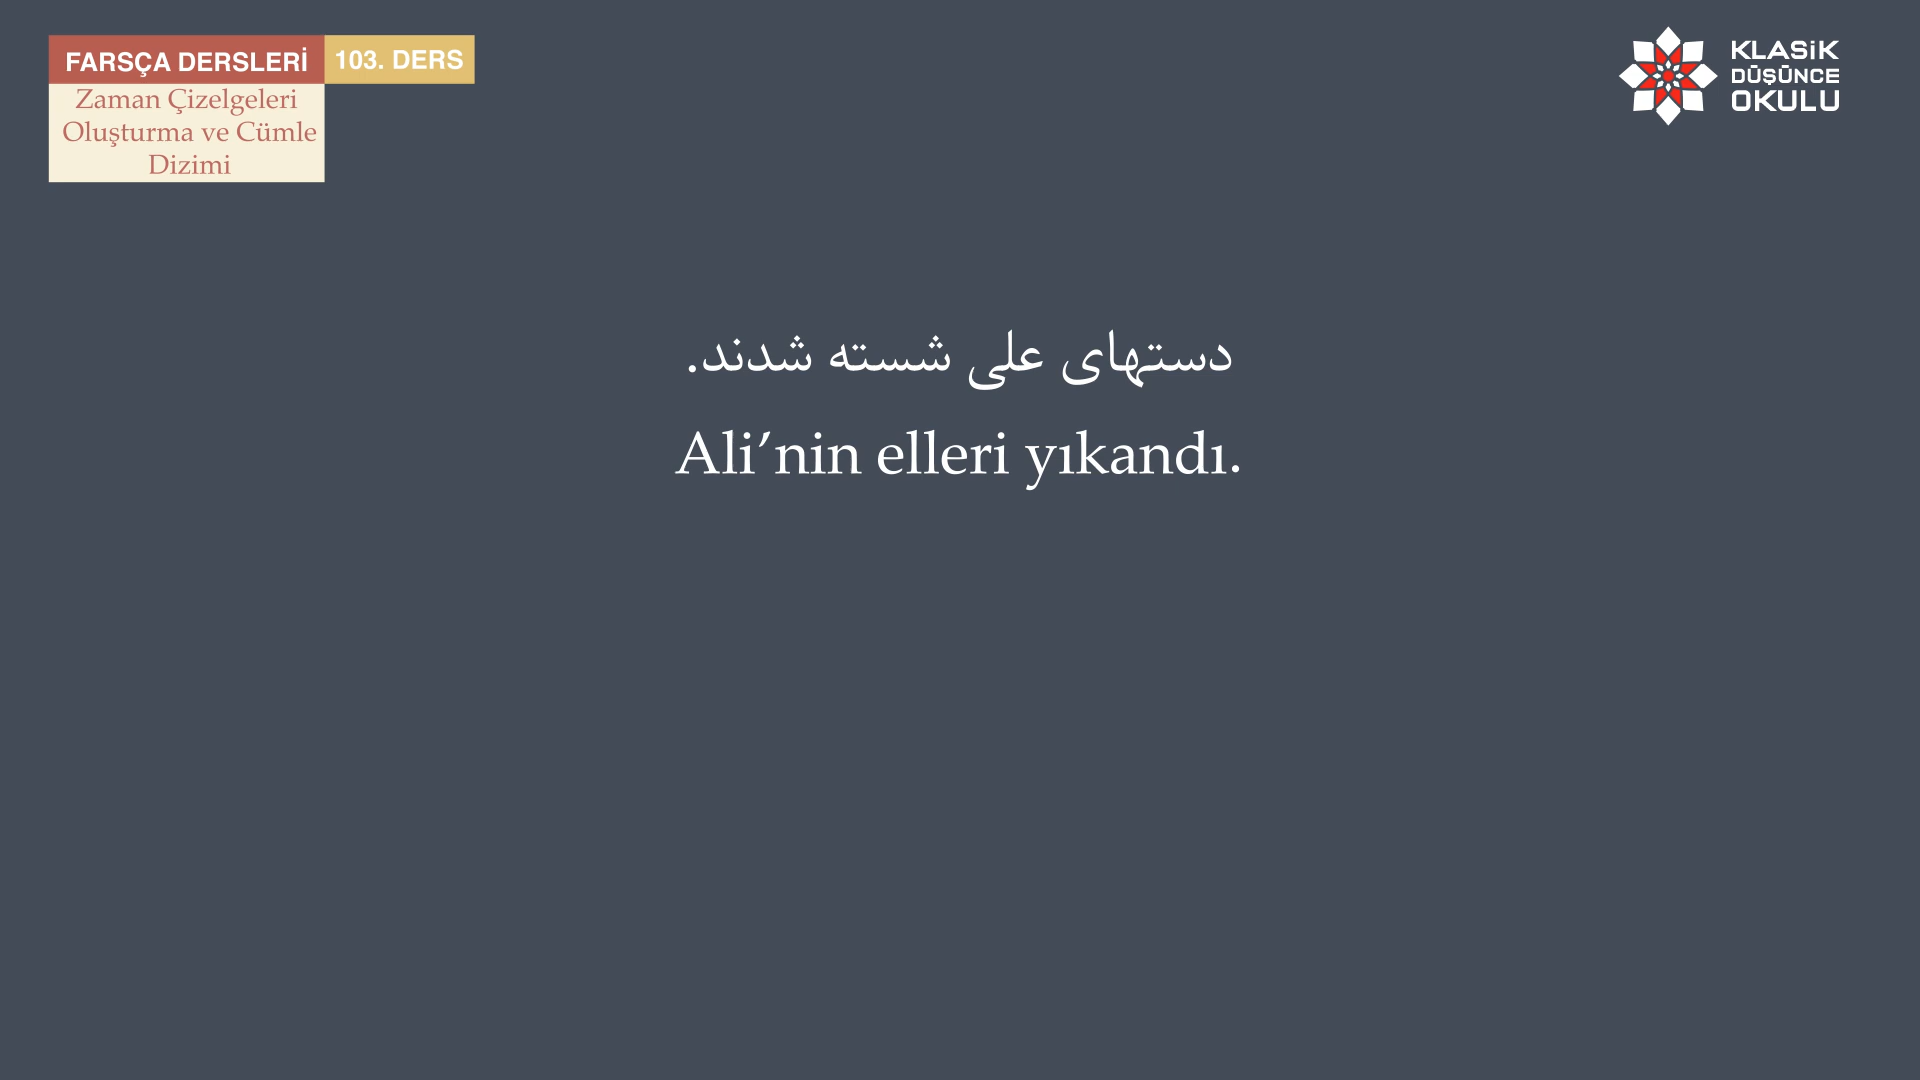 FARSÇA DERSLERİ 103. DERS
Zaman Çizelgeleri
Oluşturma ve Cümle
Dizimi
KLASiK
DÜŞÜNCE
OKULU
دستهای علی شسته شدند.
Ali’nin elleri yıkandı.